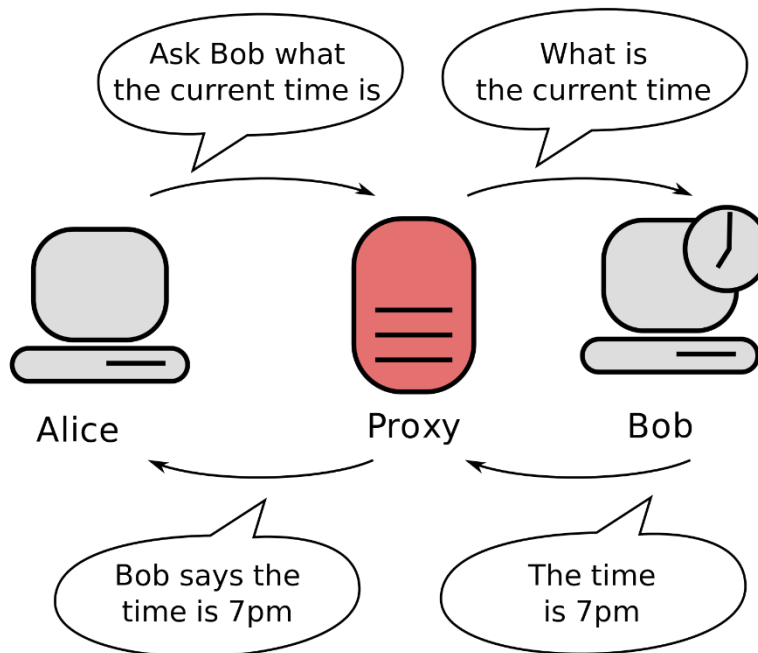 Ask Bob what
the current time is
What is
the current time
Alice
Proxy
Bob
Bob says the
time is 7pm
The time
is 7pm